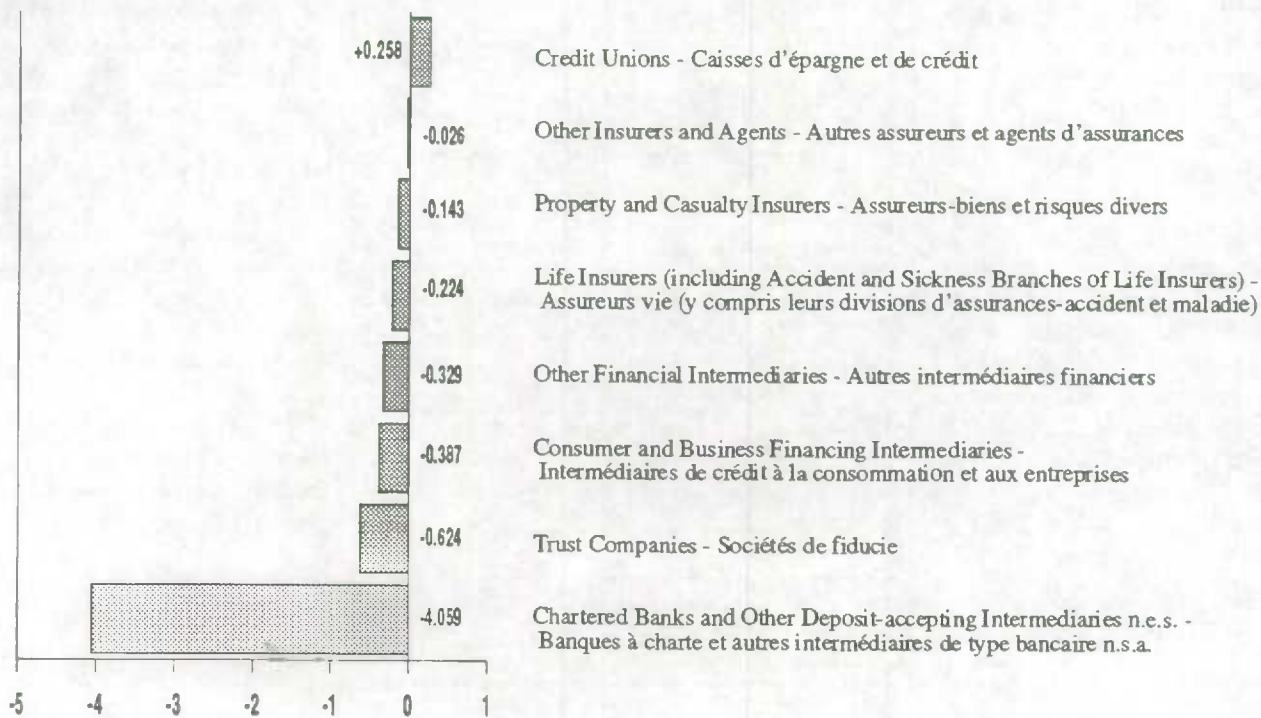 +0.258 Credit Unions - Caisses d'épargne et de crédit
-0.026 Other Insurers and Agents - Autres assureurs et agents d'assurances
-0.143 Property and Casualty Insurers - Assureurs-biens et risques divers
-0.224 Life Insurers (including Accident and Sickness Branches of Life Insurers) -
Assureurs vie (y compris leurs divisions d'assurances-accident et maladie)
-0.329 Other Financial Intermediaries - Autres intermédiaires financiers
-0.387 Consumer and Business Financing Intermediaries -
Intermédiaires de crédit à la consommation et aux entreprises
-0.624 Trust Companies - Sociétés de fiducie
-4.059 Chartered Banks and Other Deposit-accepting Intermediaries n.e.s. -
Banques à charte et autres intermédiaires de type bancaire n.s.a.
-5 -4 -3 -2 -1 0 1